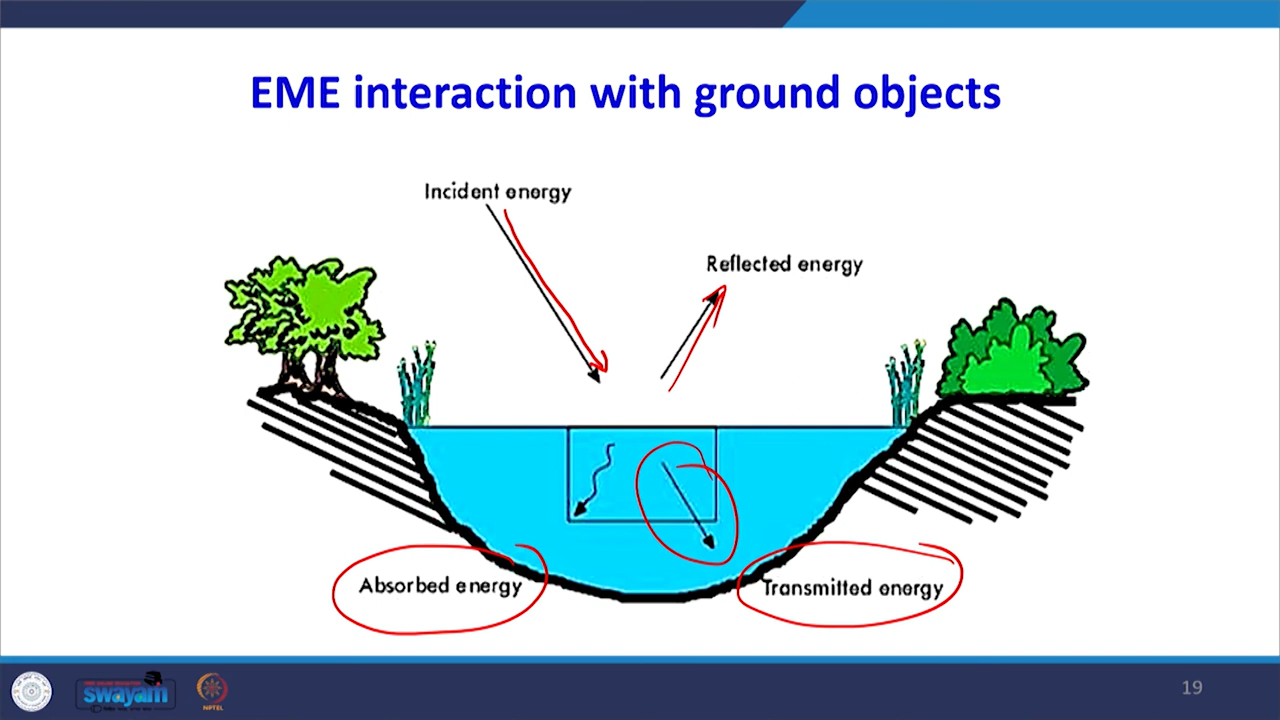 EME interaction with ground objects
Incident energy
Reflected energy
Absorbed energy
Transmitted energy
swayam
NPTEL
19